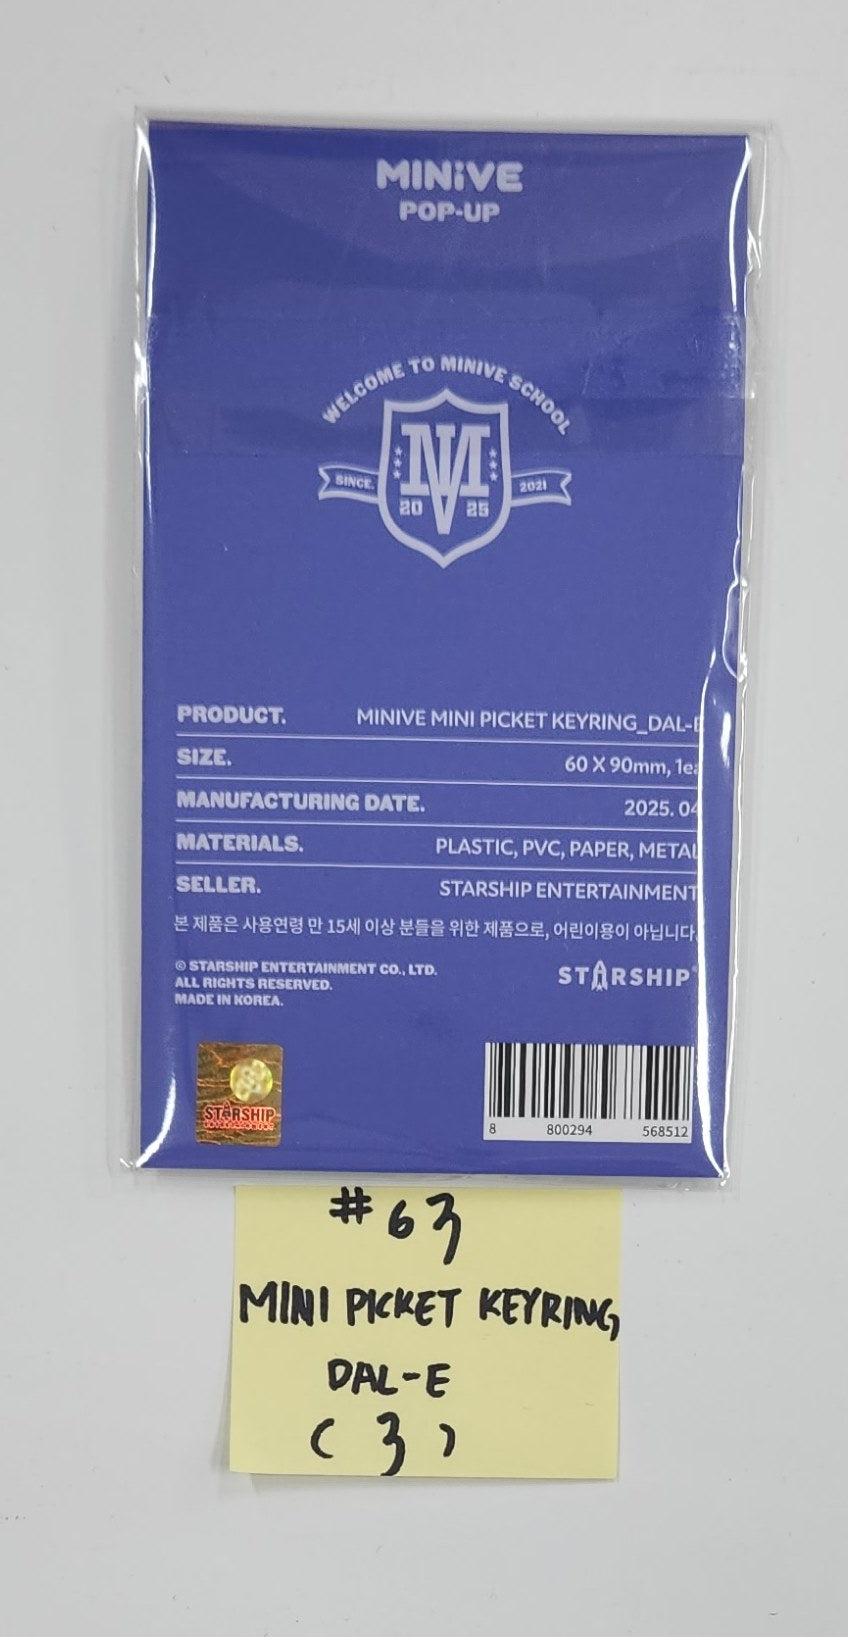 MINiVE
POP-UP
WELCOME TO MINIVE SCHOOL
SINCE. 2021
MV
20 25
PRODUCT. MINIVE MINI PICKET KEYRING_DAL-E
SIZE. 60 X 90mm, 1ea
MANUFACTURING DATE. 2025. 04
MATERIALS. PLASTIC, PVC, PAPER, METAL
SELLER. STARSHIP ENTERTAINMENT
본 제품은 사용연령 만 15세 이상 분들을 위한 제품으로, 어린이용이 아닙니다.
© STARSHIP ENTERTAINMENT CO., LTD.
ALL RIGHTS RESERVED.
MADE IN KOREA.
STARSHIP
STARSHIP
ENTERTAINMENT
8 800294 568512
#63
MINI PICKET KEYRING,
DAL-E
(3)